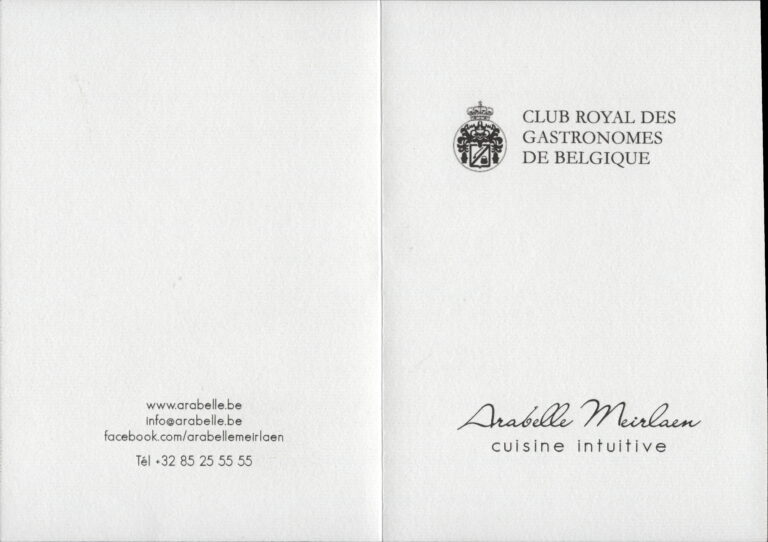 www.arabelle.be
info@arabelle.be
facebook.com/arabellemeirlaen
Tél +32 85 25 55 55
CLUB ROYAL DES
GASTRONOMES
DE BELGIQUE
Arabelle Meirlaen
cuisine intuitive